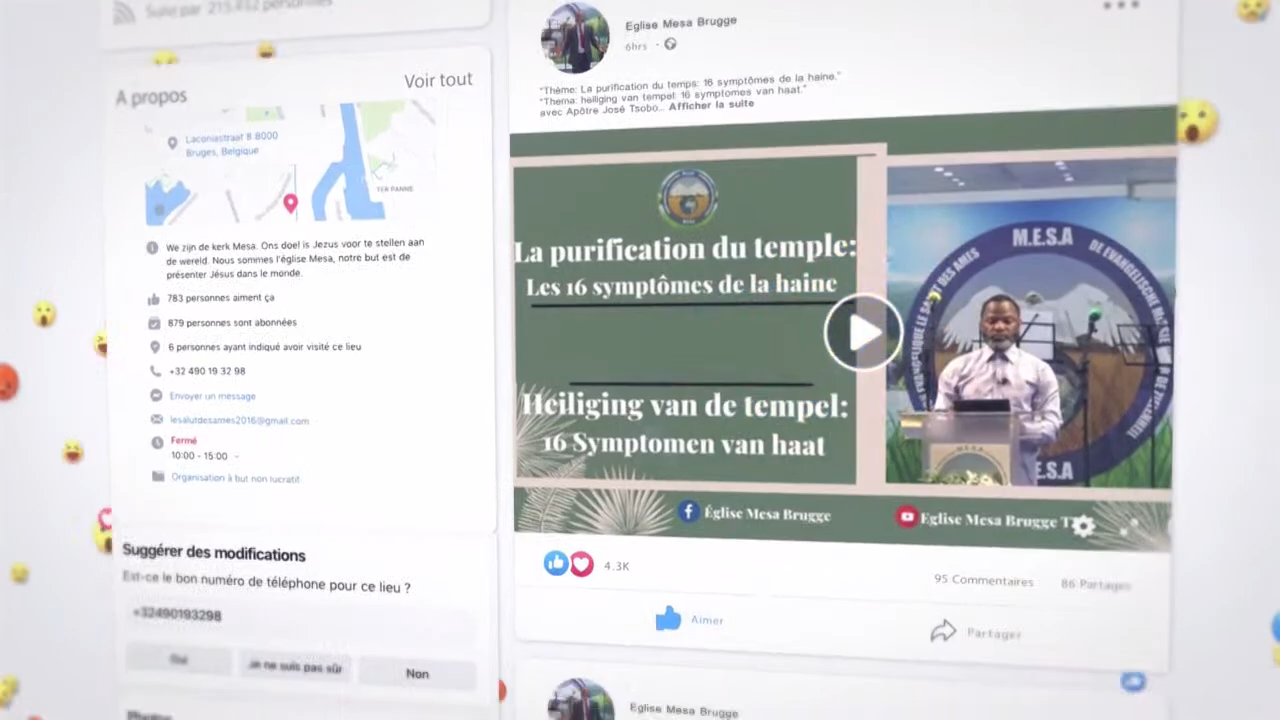 Suivi par 215.432 personnes
A propos
Voir tout
Laconiastraat 8 8000
Bruges, Belgique
TER PANNE
We zijn de kerk Mesa. Ons doel is Jezus voor te stellen aan
de wereld. Nous sommes l'église Mesa, notre but est de
présenter Jésus dans le monde.
783 personnes aiment ça
879 personnes sont abonnées
6 personnes ayant indiqué avoir visité ce lieu
+32 490 19 32 98
Envoyer un message
lesalutdesames2016@gmail.com
Fermé
10:00 - 15:00
Organisation à but non lucratif
Suggérer des modifications
Est-ce le bon numéro de téléphone pour ce lieu ?
+32490193298
Oui
Je ne suis pas sûr
Non
Photos
Eglise Mesa Brugge
6hrs
"Thème: La purification du temps: 16 symptômes de la haine."
"Thema: heiliging van tempel: 16 symptomes van haat."
avec Apôtre José Tsobo... Afficher la suite
La purification du temple:
Les 16 symptômes de la haine
Heiliging van de tempel:
16 Symptomen van haat
M.E.S.A
E.S.A
Église Mesa Brugge
Eglise Mesa Brugge T
4.3K
95 Commentaires
86 Partages
Aimer
Partager
Eglise Mesa Brugge